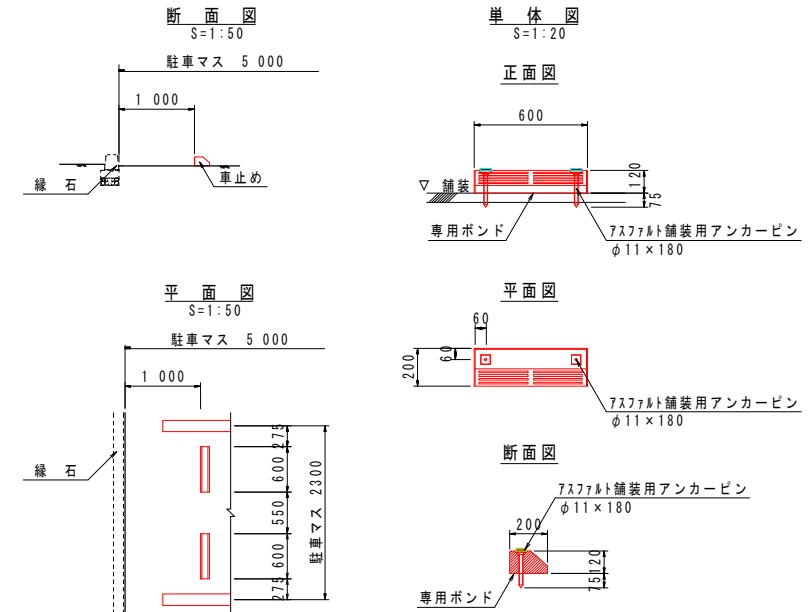 断面図
S=1:50
駐車マス 5 000
1 000
縁石
車止め
単体図
S=1:20
正面図
600
▽ 舗装
120
75
専用ボンド
アスファルト舗装用アンカーピン
φ11×180
平面図
S=1:50
駐車マス 5 000
1 000
縁石
275
600
550
600
275
駐車マス 2300
平面図
60
60
200
アスファルト舗装用アンカーピン
φ11×180
断面図
アスファルト舗装用アンカーピン
φ11×180
200
120
75
専用ボンド